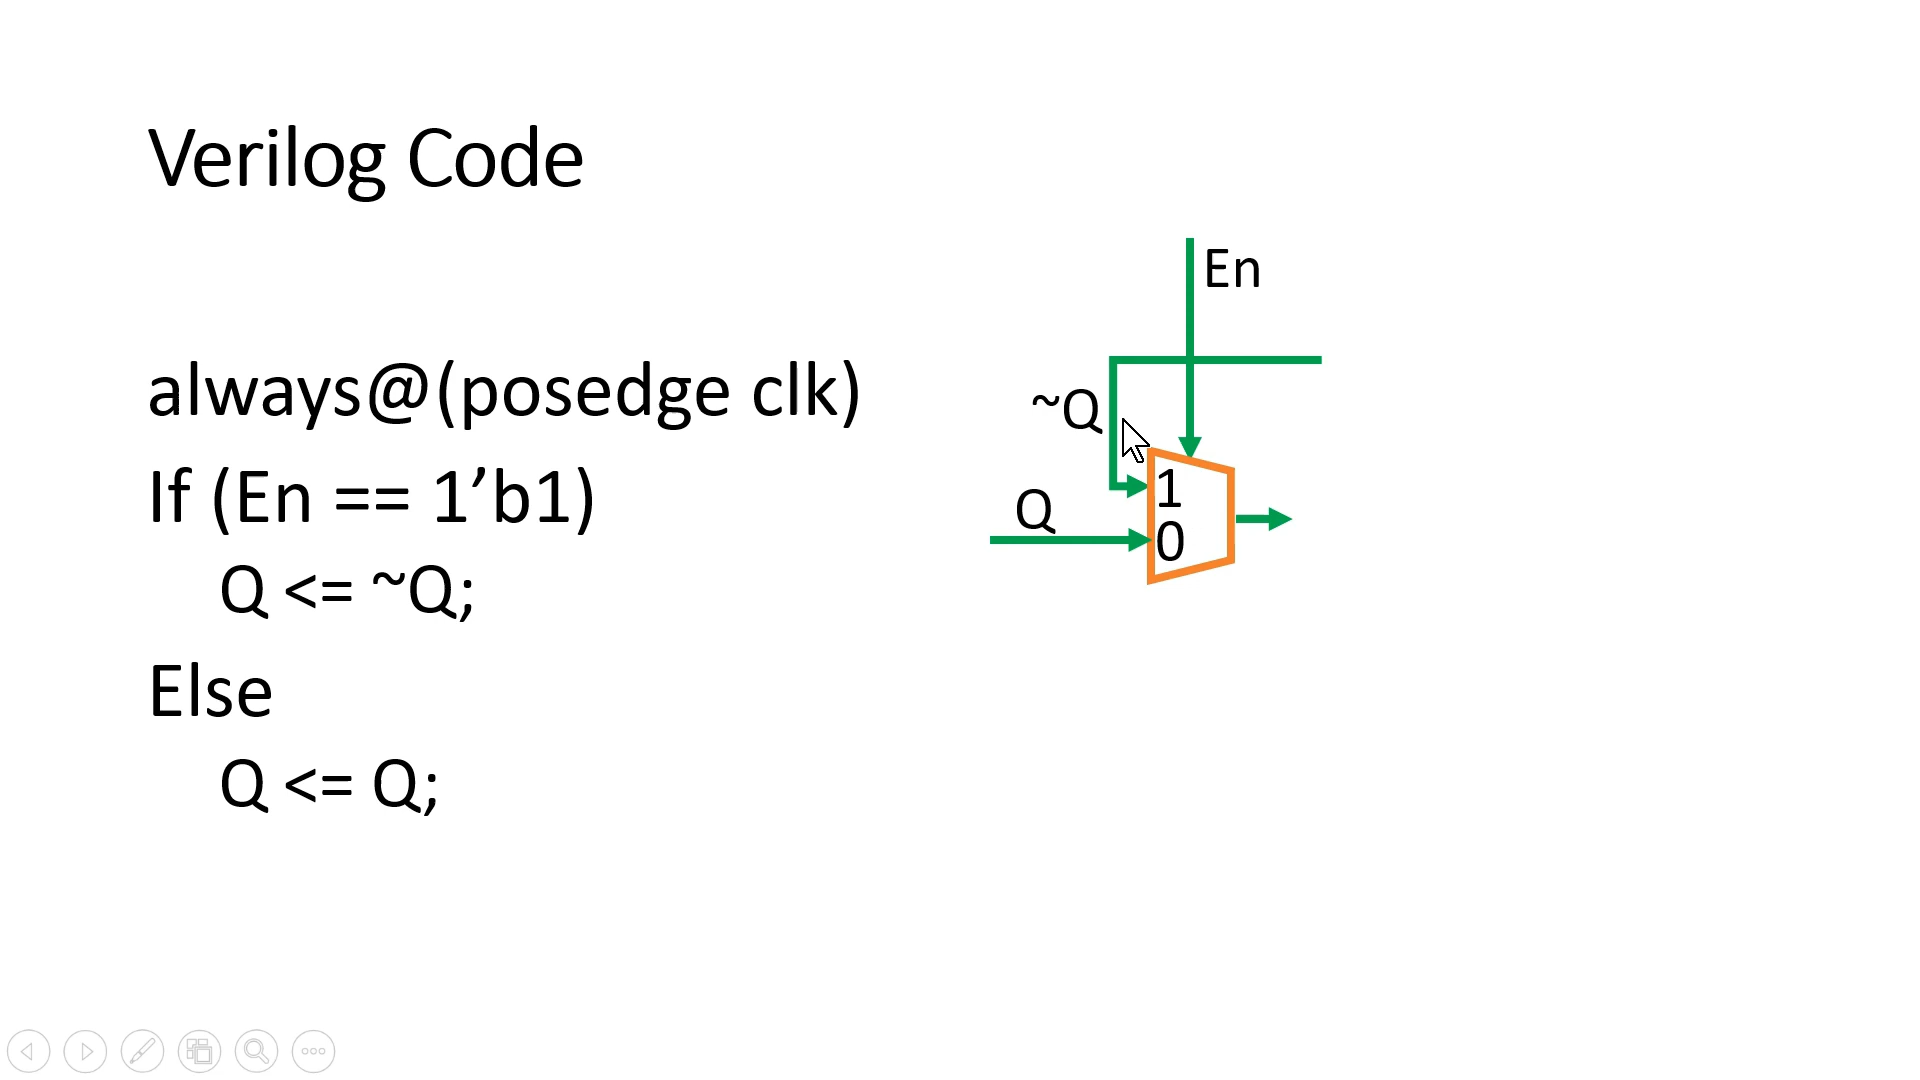 Verilog Code
always@(posedge clk)
If (En == 1’b1)
Q <= ~Q;
Else
Q <= Q;
En
~Q
Q
1
0